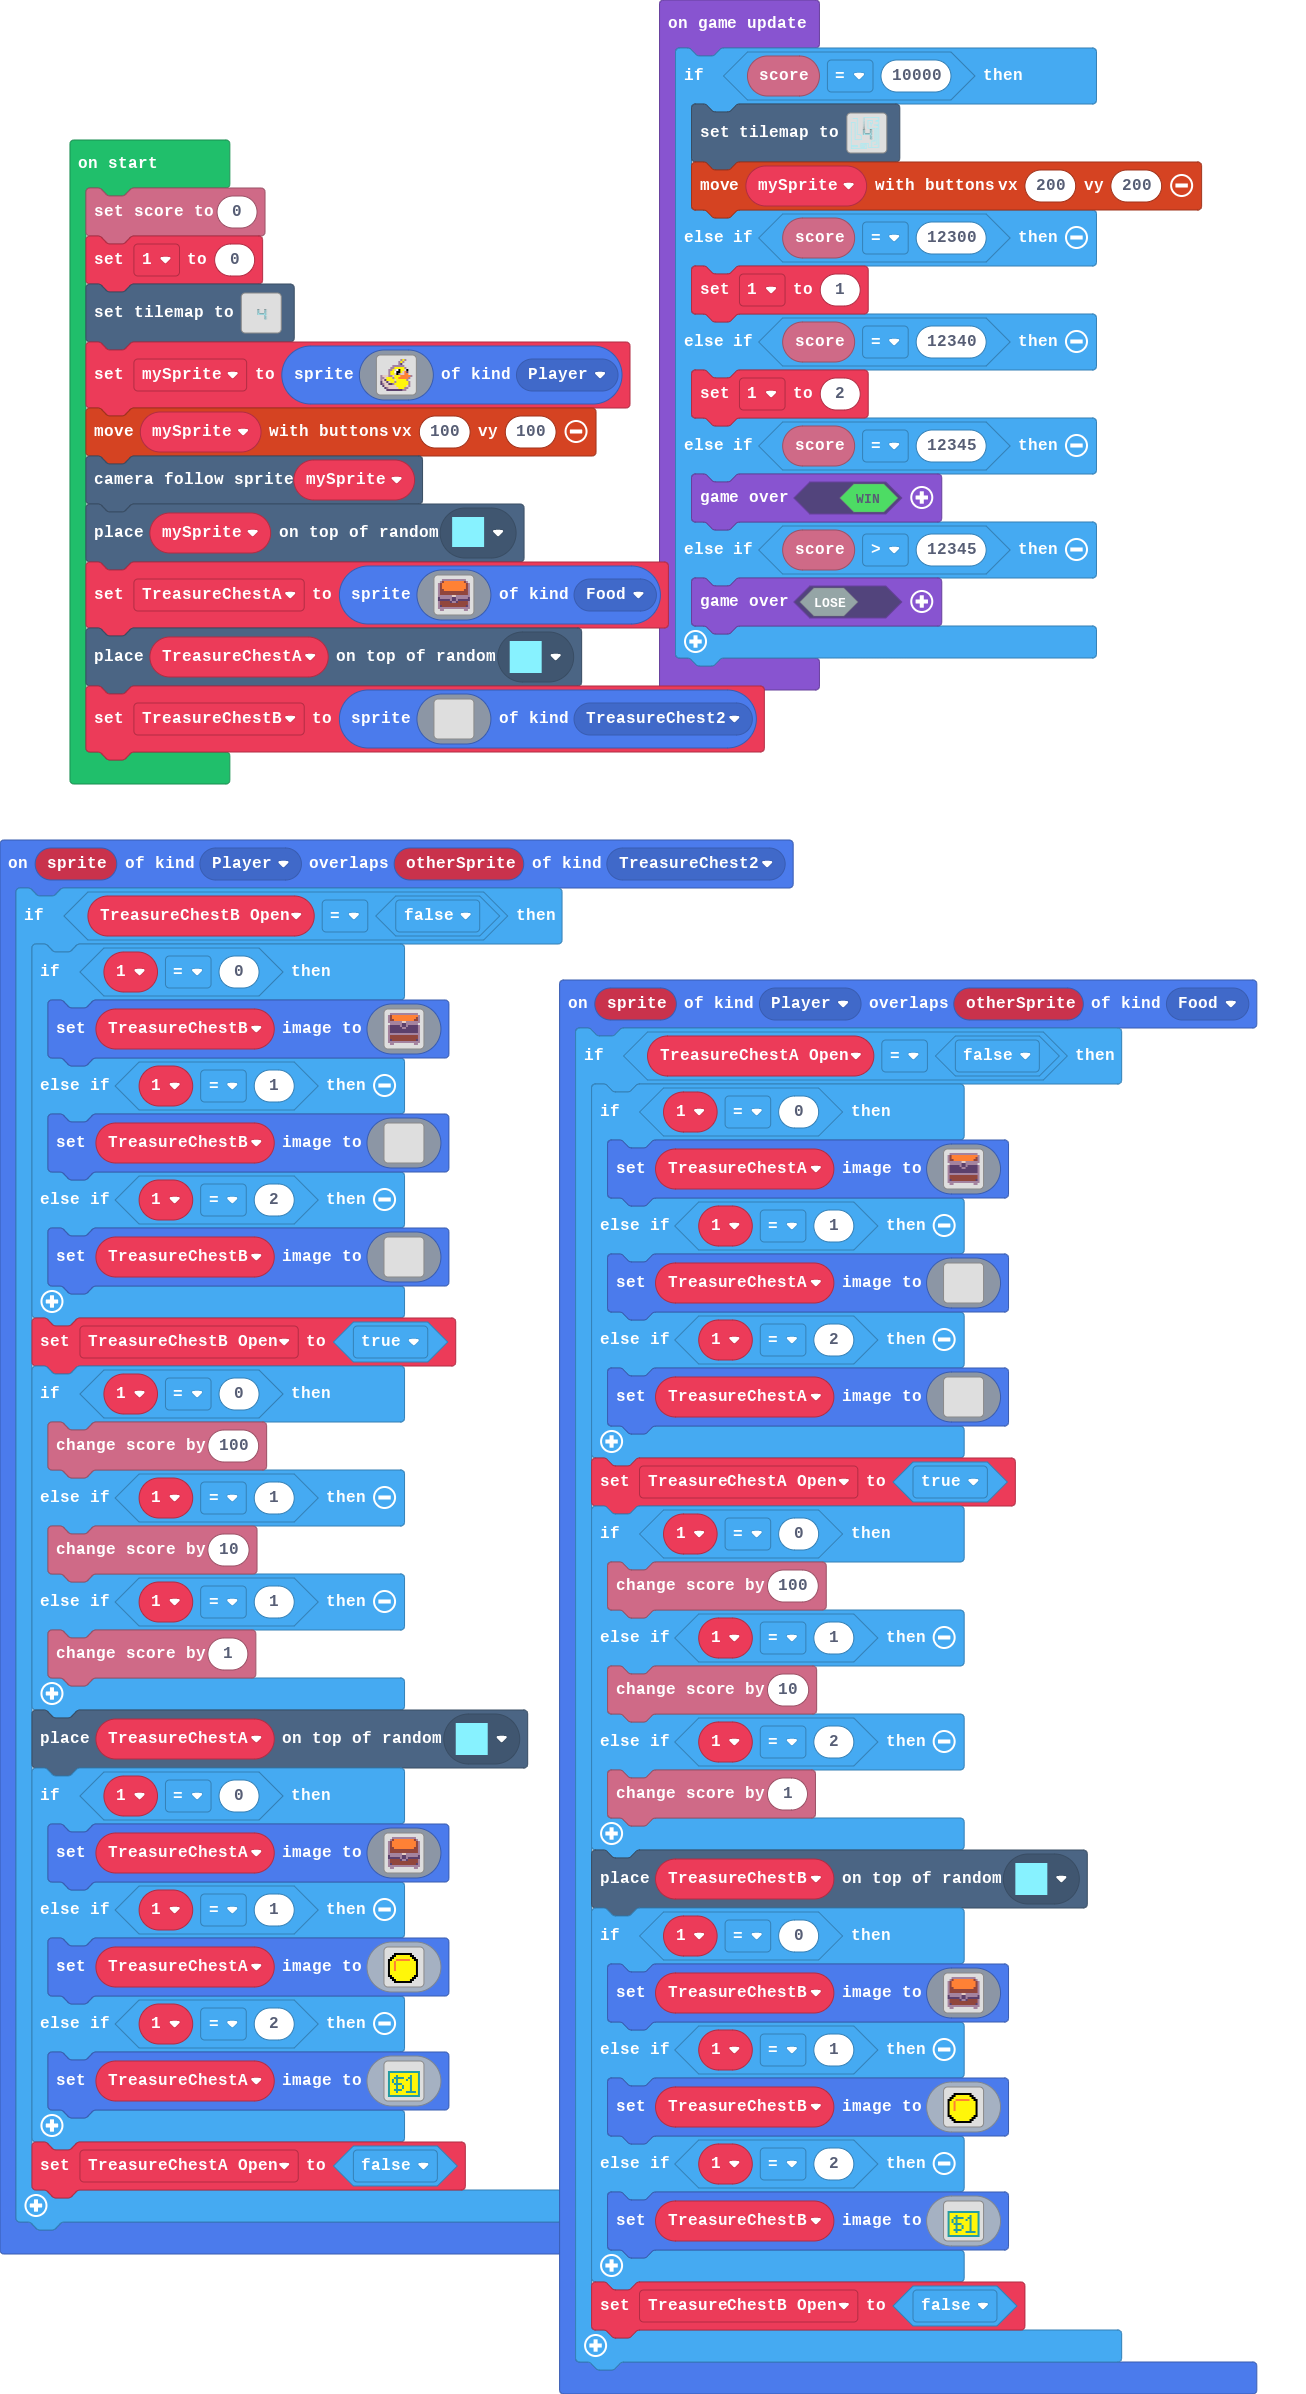 on start
set score to 0
set 1 to 0
set tilemap to
set mySprite to sprite of kind Player
move mySprite with buttons vx 100 vy 100
camera follow sprite mySprite
place mySprite on top of random
set TreasureChestA to sprite of kind Food
place TreasureChestA on top of random
set TreasureChestB to sprite of kind TreasureChest2
on game update
if score = 10000 then
set tilemap to
move mySprite with buttons vx 200 vy 200
else if score = 12300 then
set 1 to 1
else if score = 12340 then
set 1 to 2
else if score = 12345 then
game over WIN
else if score > 12345 then
game over LOSE
on sprite of kind Player overlaps otherSprite of kind TreasureChest2
if TreasureChestB Open = false then
if 1 = 0 then
set TreasureChestB image to
else if 1 = 1 then
set TreasureChestB image to
else if 1 = 2 then
set TreasureChestB image to
set TreasureChestB Open to true
if 1 = 0 then
change score by 100
else if 1 = 1 then
change score by 10
else if 1 = 1 then
change score by 1
place TreasureChestA on top of random
if 1 = 0 then
set TreasureChestA image to
else if 1 = 1 then
set TreasureChestA image to
else if 1 = 2 then
set TreasureChestA image to $1
set TreasureChestA Open to false
on sprite of kind Player overlaps otherSprite of kind Food
if TreasureChestA Open = false then
if 1 = 0 then
set TreasureChestA image to
else if 1 = 1 then
set TreasureChestA image to
else if 1 = 2 then
set TreasureChestA image to
set TreasureChestA Open to true
if 1 = 0 then
change score by 100
else if 1 = 1 then
change score by 10
else if 1 = 2 then
change score by 1
place TreasureChestB on top of random
if 1 = 0 then
set TreasureChestB image to
else if 1 = 1 then
set TreasureChestB image to
else if 1 = 2 then
set TreasureChestB image to $1
set TreasureChestB Open to false